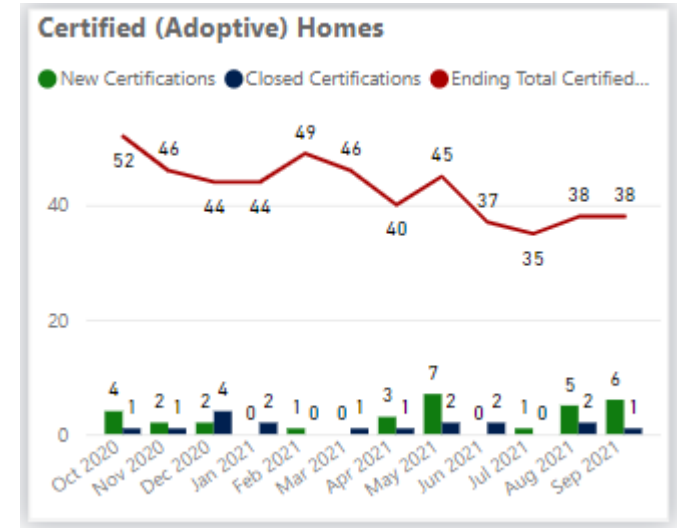 Certified (Adoptive) Homes
New Certifications Closed Certifications Ending Total Certified...
52 46 44 44 49 46 40 45 37 35 38 38
40
20
0
4 1 2 1 2 4 0 2 1 0 0 1 3 1 7 2 0 2 1 0 5 2 6 1
Oct 2020 Nov 2020 Dec 2020 Jan 2021 Feb 2021 Mar 2021 Apr 2021 May 2021 Jun 2021 Jul 2021 Aug 2021 Sep 2021